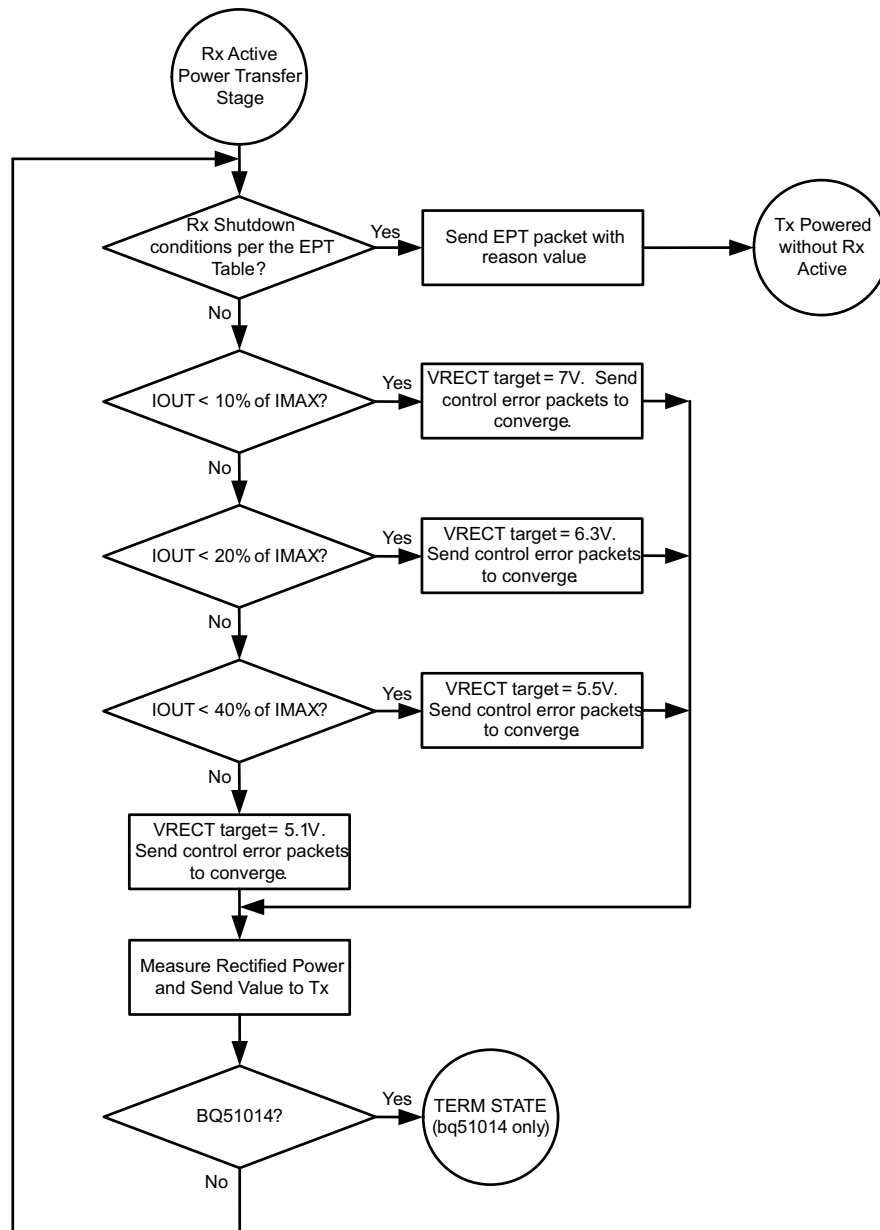 Rx Active
Power Transfer
Stage
Rx Shutdown
conditions per the EPT
Table?
Yes
Send EPT packet with
reason value
Tx Powered
without Rx
Active
No
IOUT < 10% of IMAX?
Yes
VRECT target = 7V. Send
control error packets to
converge.
No
IOUT < 20% of IMAX?
Yes
VRECT target = 6.3V.
Send control error packets
to converge.
No
IOUT < 40% of IMAX?
Yes
VRECT target = 5.5V.
Send control error packets
to converge.
No
VRECT target = 5.1V.
Send control error packets
to converge.
Measure Rectified Power
and Send Value to Tx
BQ51014?
Yes
TERM STATE
(bq51014 only)
No